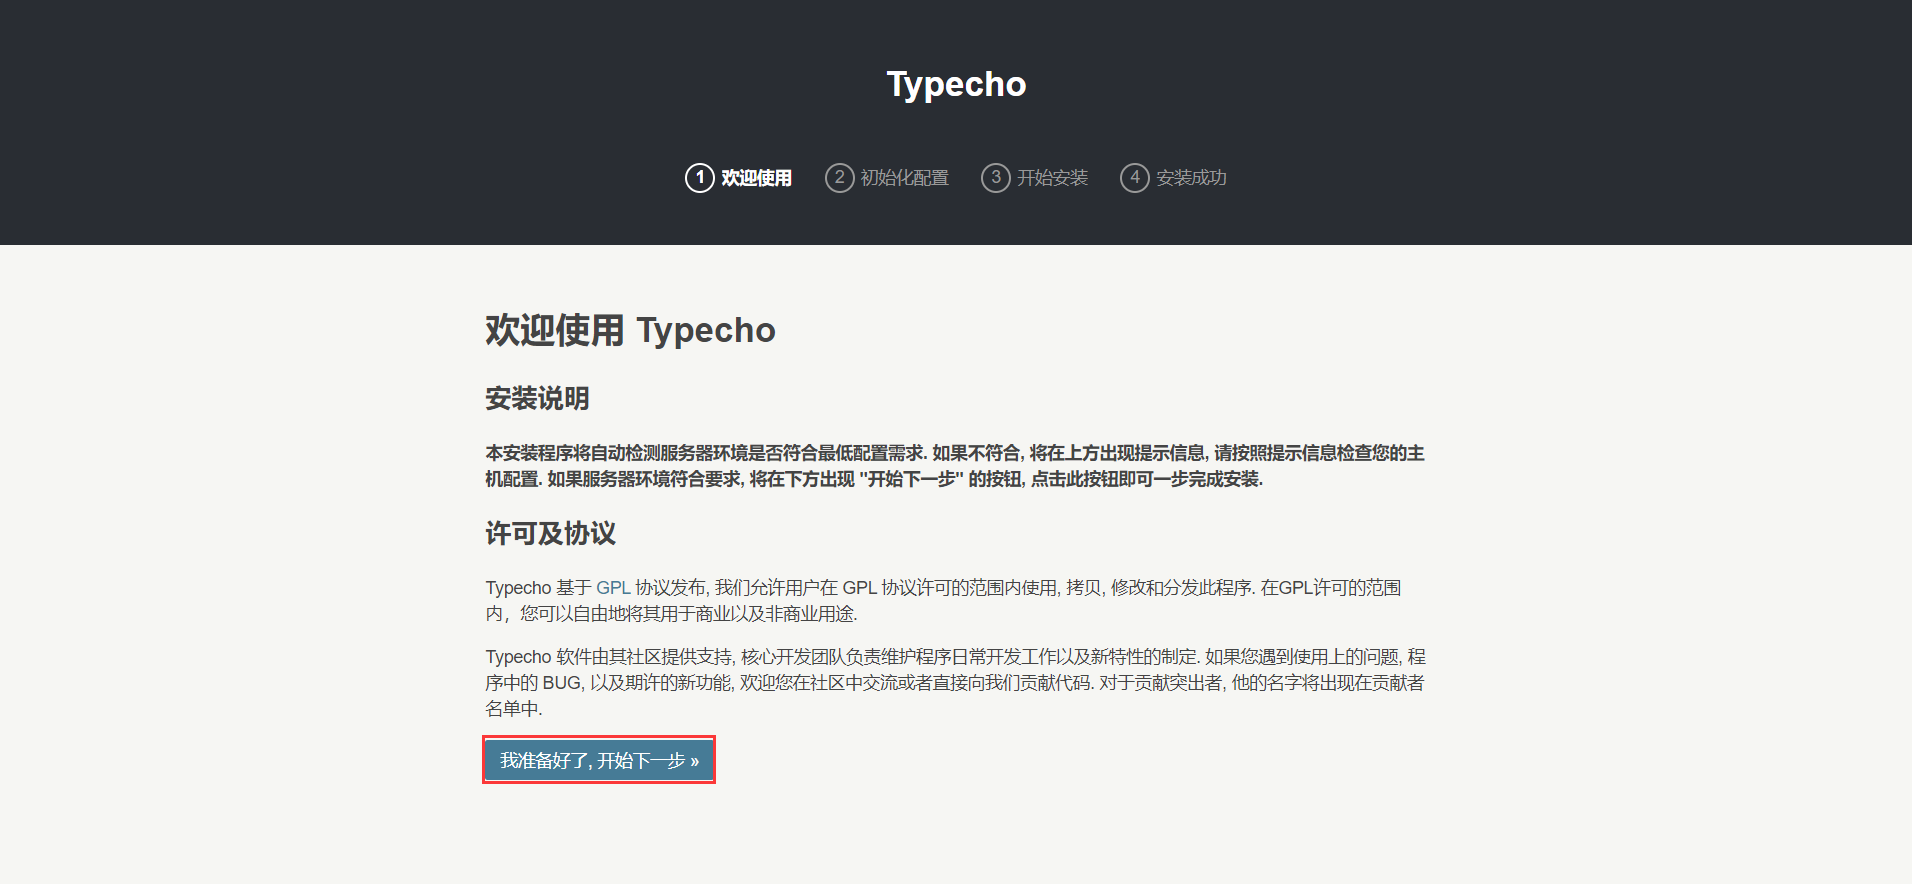 Typecho
1 欢迎使用 2 初始化配置 3 开始安装 4 安装成功
欢迎使用 Typecho
安装说明
本安装程序将自动检测服务器环境是否符合最低配置需求. 如果不符合, 将在上方出现提示信息, 请按照提示信息检查您的主
机配置. 如果服务器环境符合要求, 将在下方出现 "开始下一步" 的按钮, 点击此按钮即可一步完成安装.
许可及协议
Typecho 基于 GPL 协议发布, 我们允许用户在 GPL 协议许可的范围内使用, 拷贝, 修改和分发此程序. 在GPL许可的范围
内，您可以自由地将其用于商业以及非商业用途.
Typecho 软件由其社区提供支持, 核心开发团队负责维护程序日常开发工作以及新特性的制定. 如果您遇到使用上的问题, 程
序中的 BUG, 以及期许的新功能, 欢迎您在社区中交流或者直接向我们贡献代码. 对于贡献突出者, 他的名字将出现在贡献者
名单中.
我准备好了, 开始下一步 »